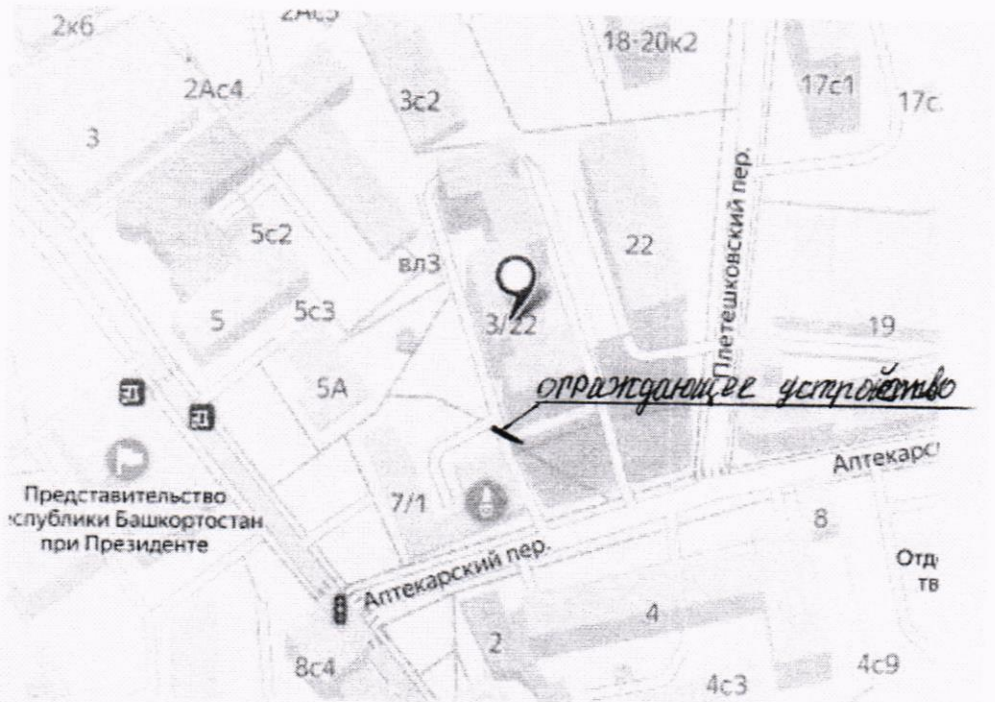 2к6
2Ас5
18-20к2
2Ас4
3с2
17с1
17с
3
5с2
22
вл3
Плетешковский пер.
5с3
5
3/22
19
5А
ограждающее устройство
Аптекарс
7/1
Представительство
еспублики Башкортостан
при Президенте
8
Аптекарский пер.
Отд
тв
2
4
8с4
4с3
4с9